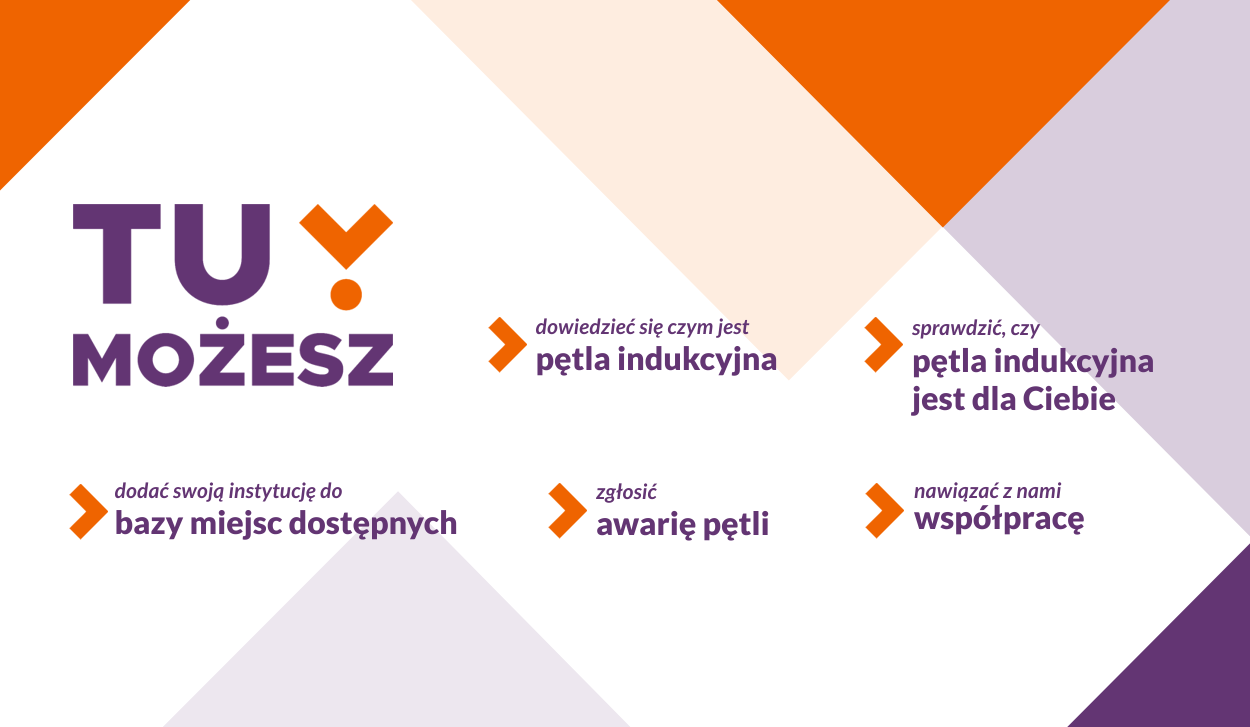 TU
MOŻESZ
dowiedzieć się czym jest
pętla indukcyjna
sprawdzić, czy
pętla indukcyjna
jest dla Ciebie
dodać swoją instytucję do
bazy miejsc dostępnych
zgłosić
awarię pętli
nawiązać z nami
współpracę